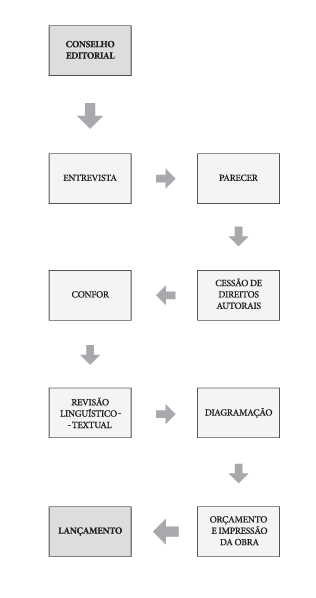 CONSELHO
EDITORIAL
ENTREVISTA
PARECER
CESSÃO DE
DIREITOS
AUTORAIS
CONFOR
REVISÃO
LINGUÍSTICO-
-TEXTUAL
DIAGRAMAÇÃO
ORÇAMENTO
E IMPRESSÃO
DA OBRA
LANÇAMENTO